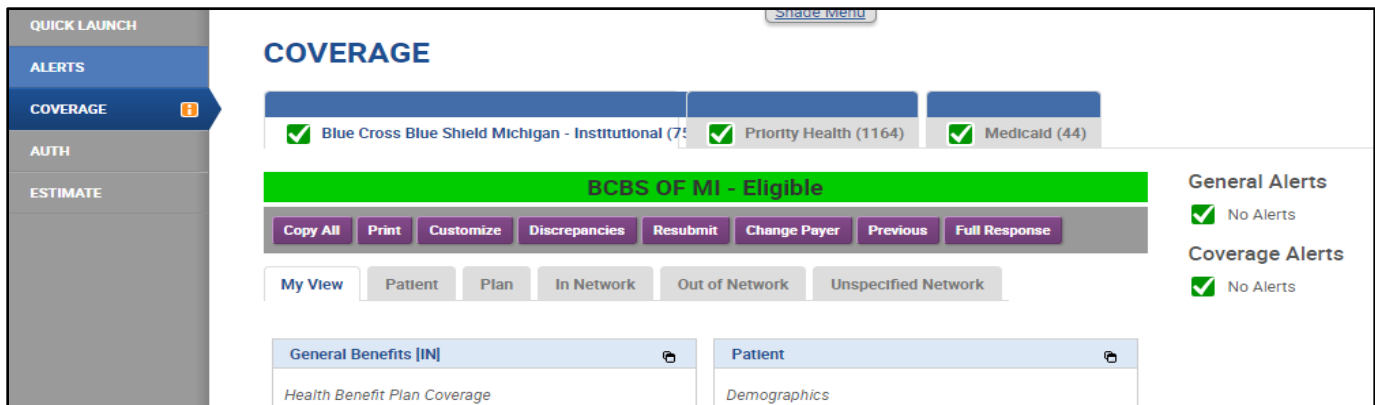 Shade Menu
QUICK LAUNCH
ALERTS
COVERAGE
AUTH
ESTIMATE
COVERAGE
Blue Cross Blue Shield Michigan - Institutional (75
Priority Health (1164)
Medicaid (44)
BCBS OF MI - Eligible
Copy All Print Customize Discrepancies Resubmit Change Payer Previous Full Response
My View Patient Plan In Network Out of Network Unspecified Network
General Benefits [IN]
Health Benefit Plan Coverage
Patient
Demographics
General Alerts
No Alerts
Coverage Alerts
No Alerts